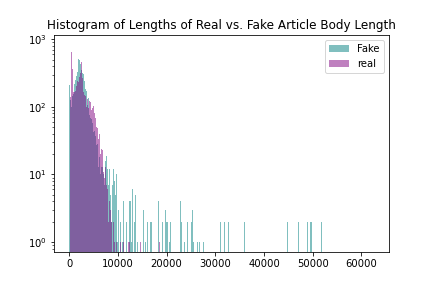 Histogram of Lengths of Real vs. Fake Article Body Length
10³
10²
10¹
10⁰
Fake
real
0 10000 20000 30000 40000 50000 60000